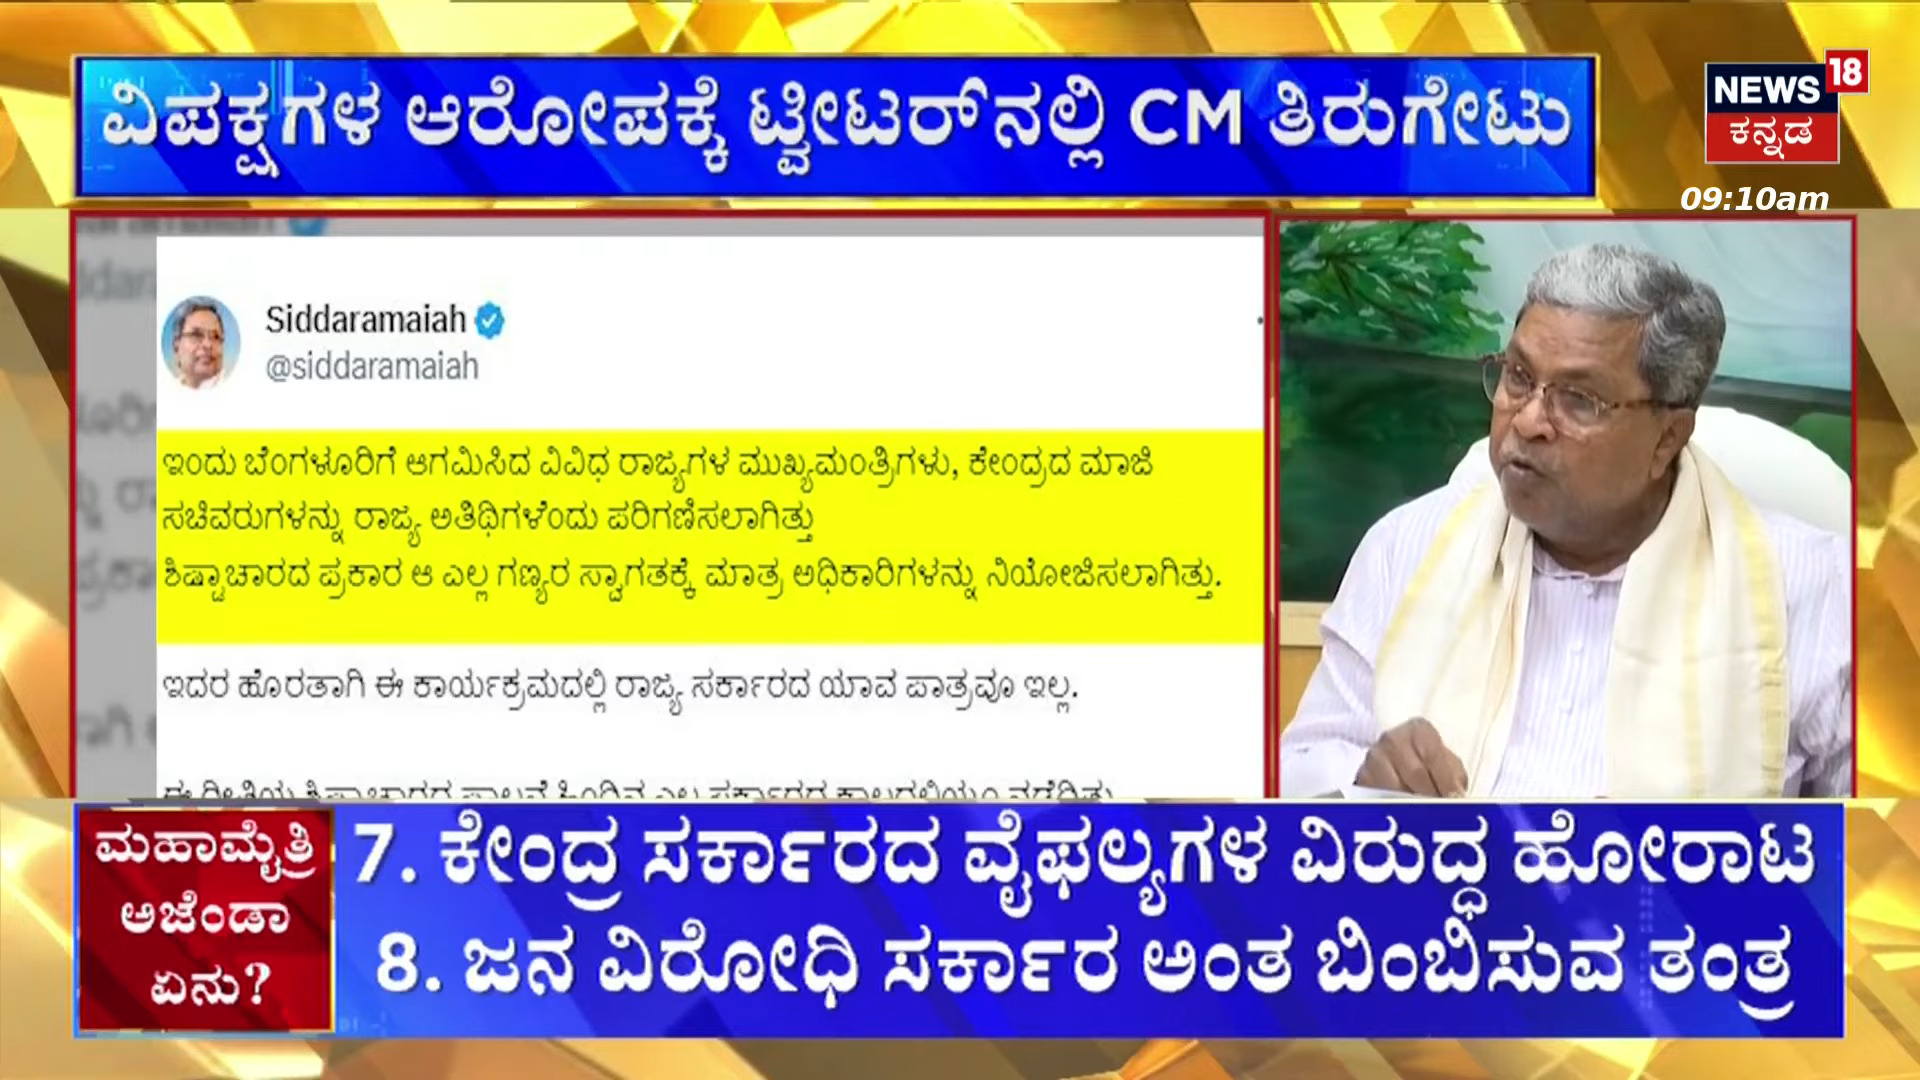 ವಿಪಕ್ಷಗಳ ಆರೋಪಕ್ಕೆ ಟ್ವೀಟರ್‌ನಲ್ಲಿ CM ತಿರುಗೇಟು
NEWS 18
ಕನ್ನಡ
09:10am
Siddaramaiah
@siddaramaiah
ಇಂದು ಬೆಂಗಳೂರಿಗೆ ಆಗಮಿಸಿದ ವಿವಿಧ ರಾಜ್ಯಗಳ ಮುಖ್ಯಮಂತ್ರಿಗಳು, ಕೇಂದ್ರದ ಮಾಜಿ
ಸಚಿವರುಗಳನ್ನು ರಾಜ್ಯ ಅತಿಥಿಗಳೆಂದು ಪರಿಗಣಿಸಲಾಗಿತ್ತು
ಶಿಷ್ಟಾಚಾರದ ಪ್ರಕಾರ ಆ ಎಲ್ಲ ಗಣ್ಯರ ಸ್ವಾಗತಕ್ಕೆ ಮಾತ್ರ ಅಧಿಕಾರಿಗಳನ್ನು ನಿಯೋಜಿಸಲಾಗಿತ್ತು.
ಇದರ ಹೊರತಾಗಿ ಈ ಕಾರ್ಯಕ್ರಮದಲ್ಲಿ ರಾಜ್ಯ ಸರ್ಕಾರದ ಯಾವ ಪಾತ್ರವೂ ಇಲ್ಲ.
ಮಹಾಮೈತ್ರಿ
ಅಜೆಂಡಾ
ಏನು?
7. ಕೇಂದ್ರ ಸರ್ಕಾರದ ವೈಫಲ್ಯಗಳ ವಿರುದ್ಧ ಹೋರಾಟ
8. ಜನ ವಿರೋಧಿ ಸರ್ಕಾರ ಅಂತ ಬಿಂಬಿಸುವ ತಂತ್ರ